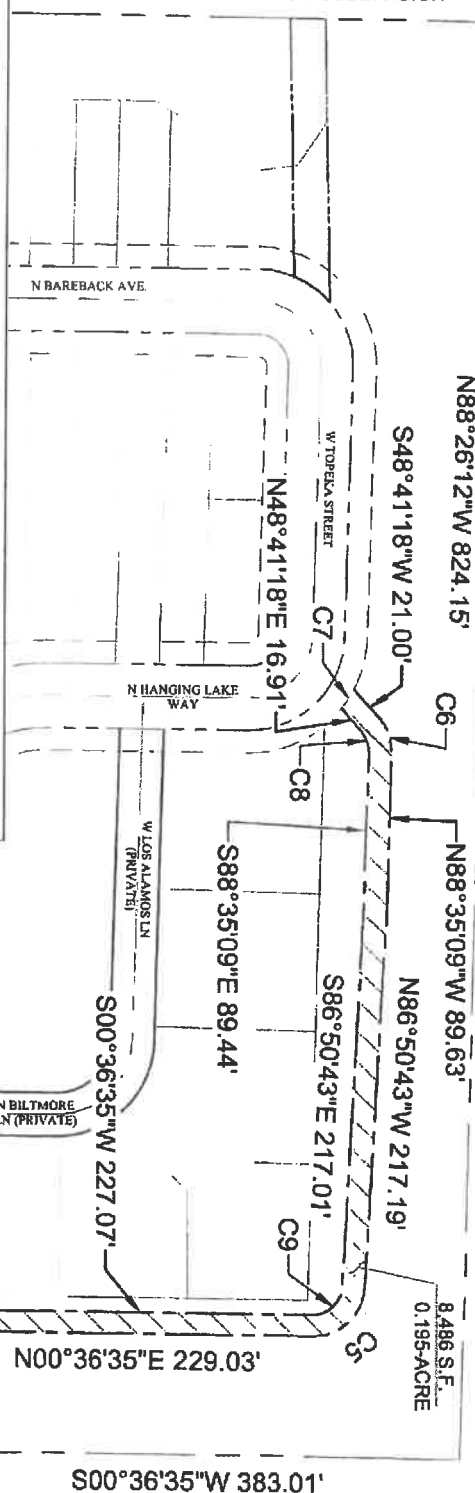 N88°26'12"W 824.15'
S48°41'18"W 21.00'
C6
N88°35'09"W 89.63'
N86°50'43"W 217.19'
8,486 S.F.
0.195-ACRE
N BAREBACK AVE.
W TOPEKA STREET
N48°41'18"E 16.91'
C7
C8
N HANGING LAKE
WAY
W LOS ALAMOS LN
(PRIVATE)
S88°35'09"E 89.44'
S86°50'43"E 217.01'
C9
C5
S00°36'35"W 227.07'
N BILTMORE
LN (PRIVATE)
N00°36'35"E 229.03'
S00°36'35"W 383.01'